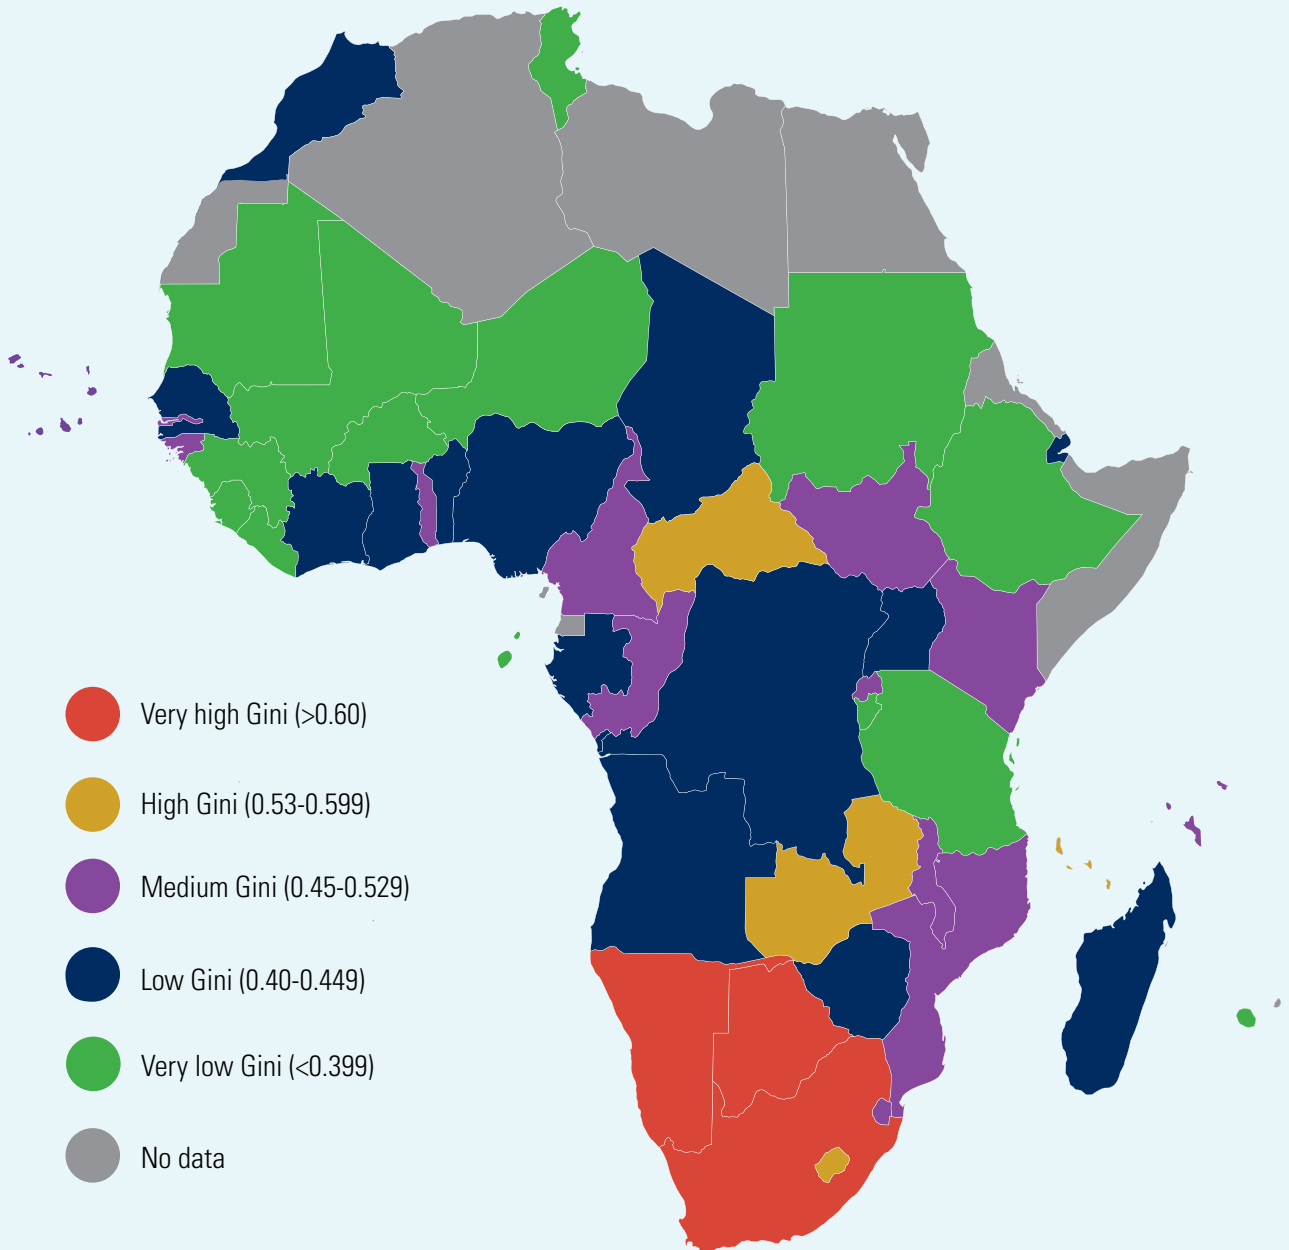 Very high Gini (>0.60)
High Gini (0.53-0.599)
Medium Gini (0.45-0.529)
Low Gini (0.40-0.449)
Very low Gini (<0.399)
No data